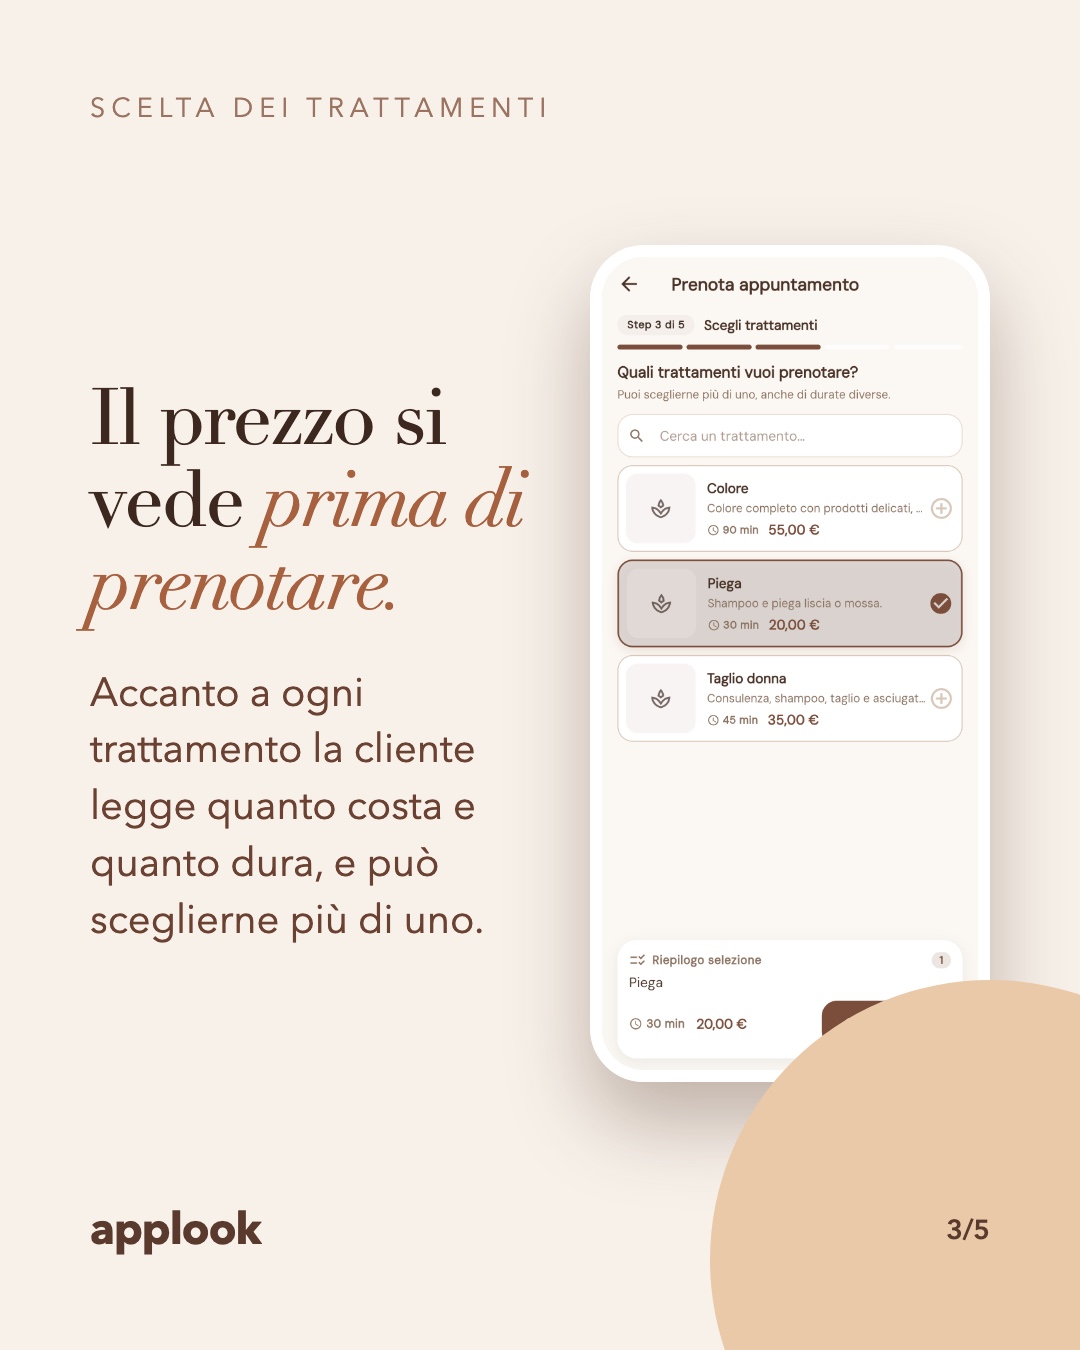 SCELTA DEI TRATTAMENTI
Il prezzo si
vede prima di
prenotare.
Accanto a ogni
trattamento la cliente
legge quanto costa e
quanto dura, e può
sceglierne più di uno.
Prenota appuntamento
Step 3 di 5 Scegli trattamenti
Quali trattamenti vuoi prenotare?
Puoi sceglierne più di uno, anche di durate diverse.
Cerca un trattamento...
Colore
Colore completo con prodotti delicati, ...
90 min 55,00 €
Piega
Shampoo e piega liscia o mossa.
30 min 20,00 €
Taglio donna
Consulenza, shampoo, taglio e asciugat...
45 min 35,00 €
Riepilogo selezione 1
Piega
30 min 20,00 €
applook
3/5